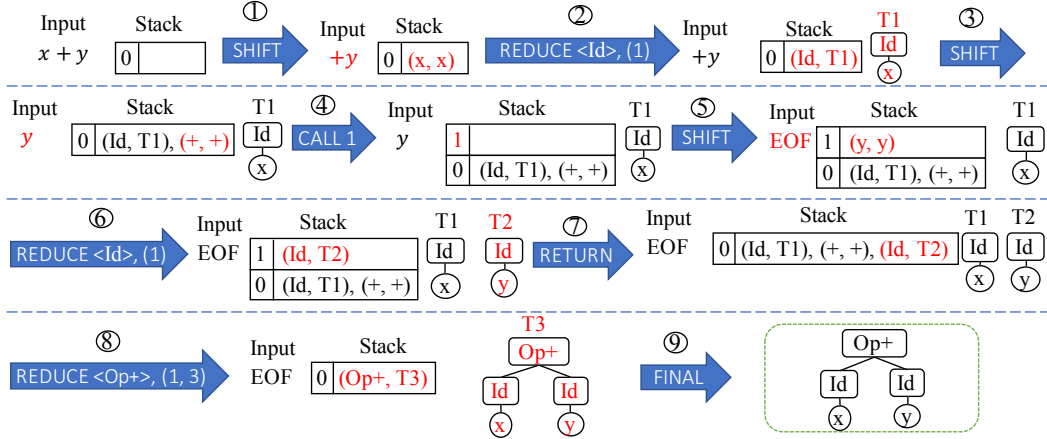 ① ② T1 ③
Input Stack Input Stack Input Stack Id
x + y 0 SHIFT +y 0 (x, x) REDUCE <Id>, (1) +y 0 (Id, T1) x SHIFT
Input Stack T1 ④ Input Stack T1 ⑤ Input Stack T1
y 0 (Id, T1), (+, +) Id CALL 1 y 1 Id SHIFT EOF 1 (y, y) Id
x 0 (Id, T1), (+, +) x 0 (Id, T1), (+, +) x
⑥ Input Stack T1 T2 ⑦ Input Stack T1 T2
REDUCE <Id>, (1) EOF 1 (Id, T2) Id Id RETURN EOF 0 (Id, T1), (+, +), (Id, T2) Id Id
0 (Id, T1), (+, +) x y x y
⑧ Input Stack T3 ⑨
REDUCE <Op+>, (1, 3) EOF 0 (Op+, T3) Op+ FINAL Op+
Id Id Id Id
x y x y